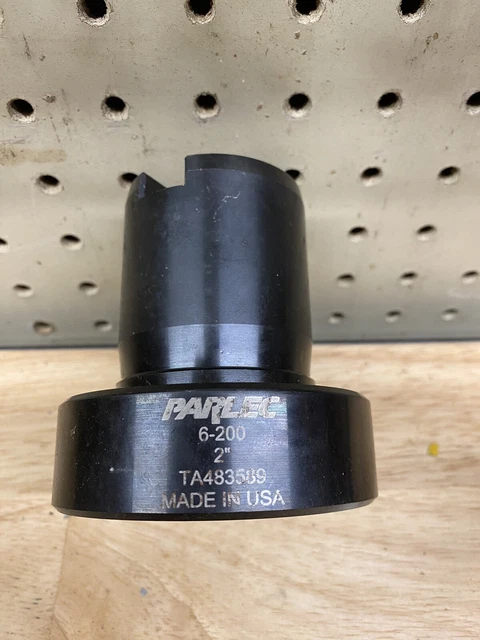 PARLEC
6-200
2"
TA483589
MADE IN USA